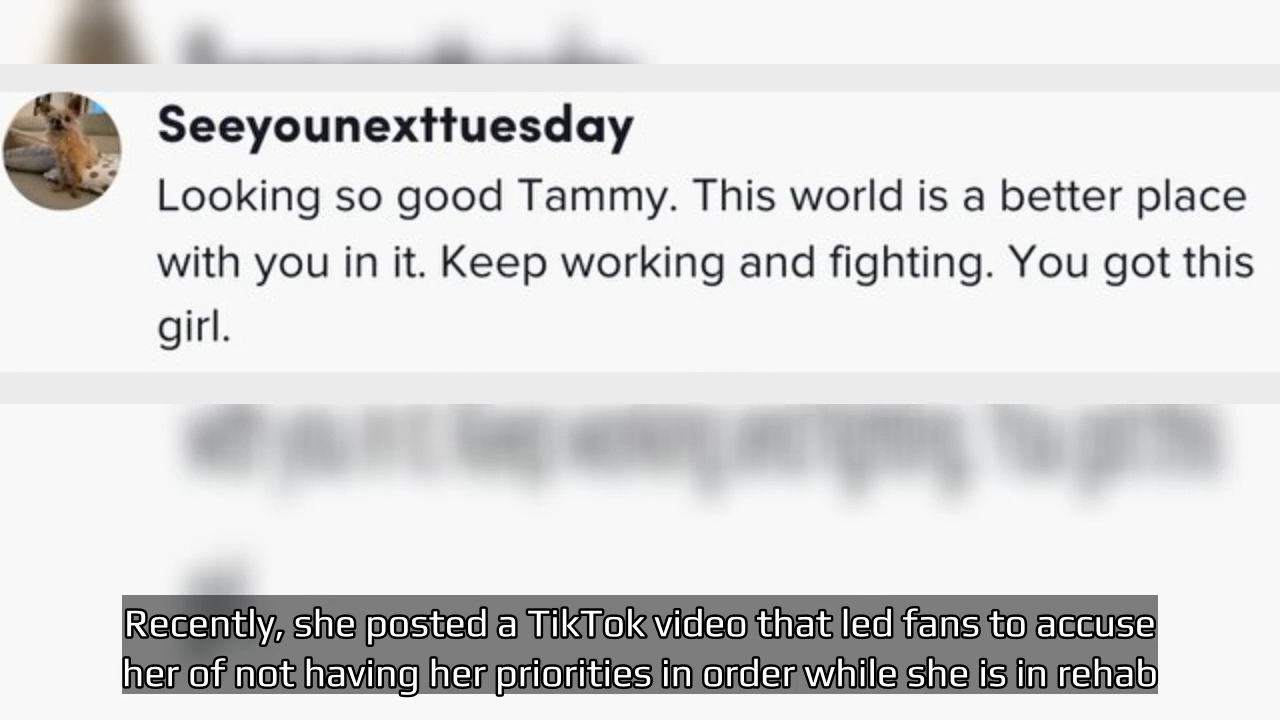 Seeyounexttuesday
Looking so good Tammy. This world is a better place
with you in it. Keep working and fighting. You got this
girl.
Recently, she posted a TikTok video that led fans to accuse
her of not having her priorities in order while she is in rehab